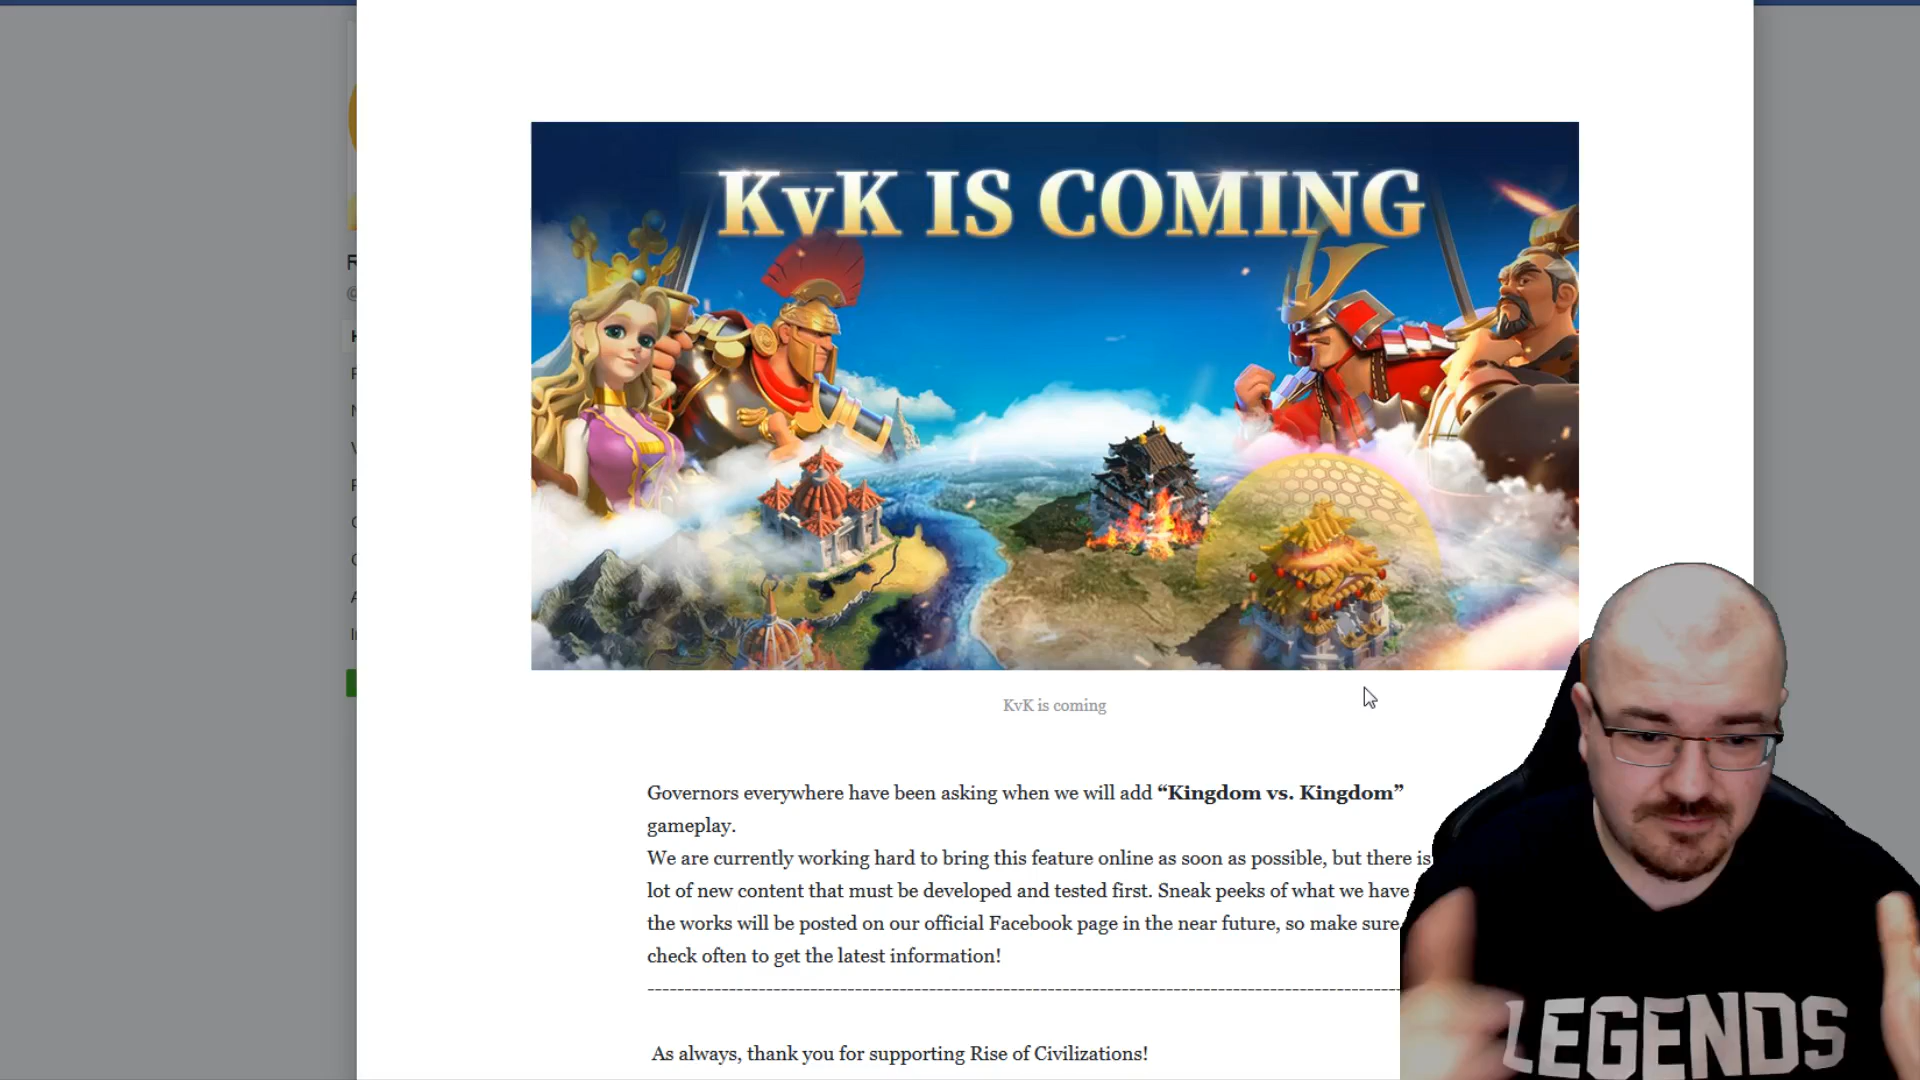 KvK IS COMING
KvK is coming
Governors everywhere have been asking when we will add “Kingdom vs. Kingdom”
gameplay.
We are currently working hard to bring this feature online as soon as possible, but there is
lot of new content that must be developed and tested first. Sneak peeks of what we have
the works will be posted on our official Facebook page in the near future, so make sure
check often to get the latest information!
--------------------------------------------------------------------------------
As always, thank you for supporting Rise of Civilizations!
LEGENDS